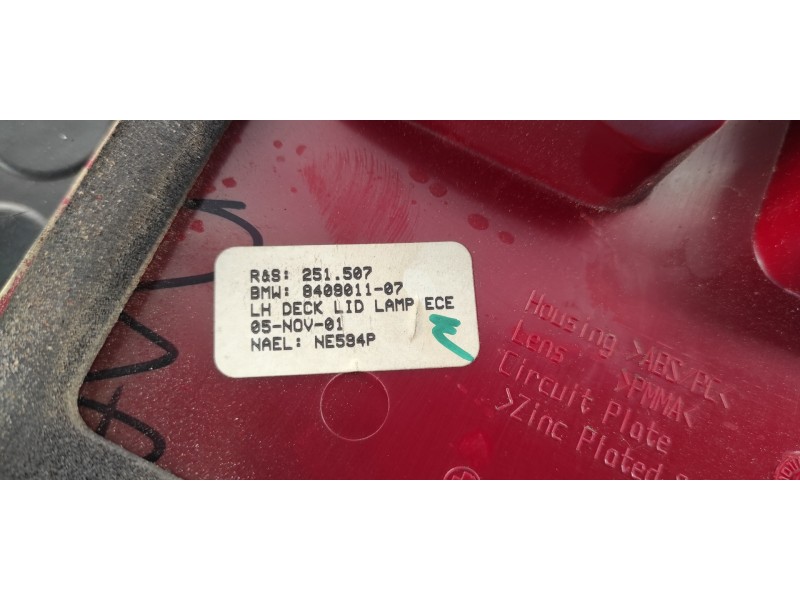 R&S: 251.507
BMW: 8409011-07
LH DECK LID LAMP ECE
05-NOV-01
NAEL: NE594P
Housing >ABS/PC<
Lens >PMMA<
Circuit Plate
>Zinc Plated